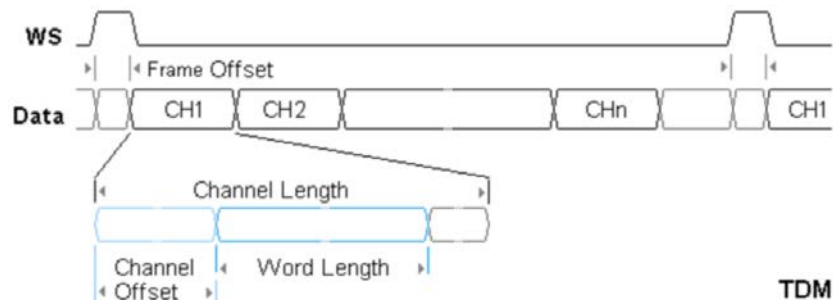 WS
Frame Offset
Data CH1 CH2 CHn CH1
Channel Length
Channel Word Length
Offset
TDM